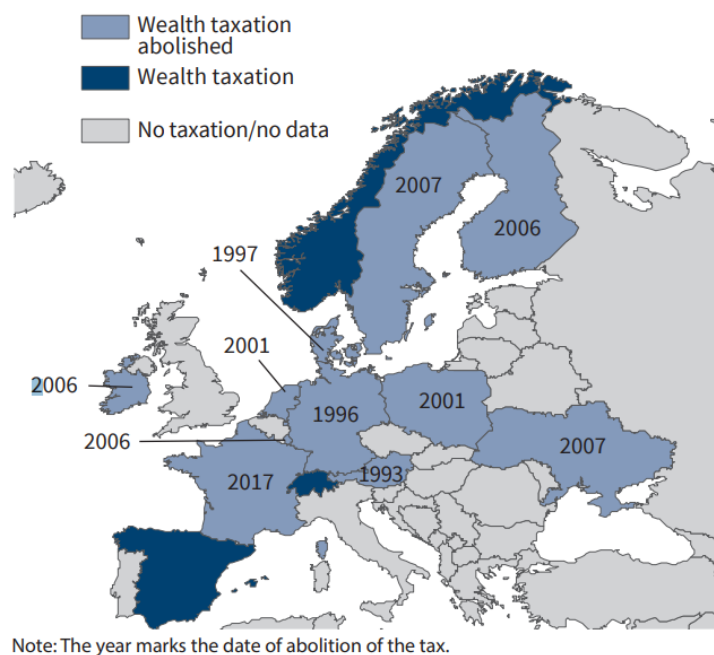 Wealth taxation
abolished
Wealth taxation
No taxation/no data
2007
2006
1997
2001
2006
1996
2001
2006
2007
2017
1993
Note: The year marks the date of abolition of the tax.